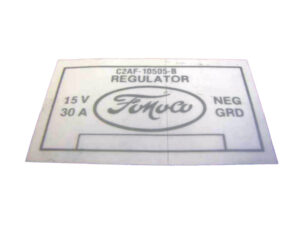 C2AF-10505-B
REGULATOR
15 V FoMoCo NEG
30 A GRD